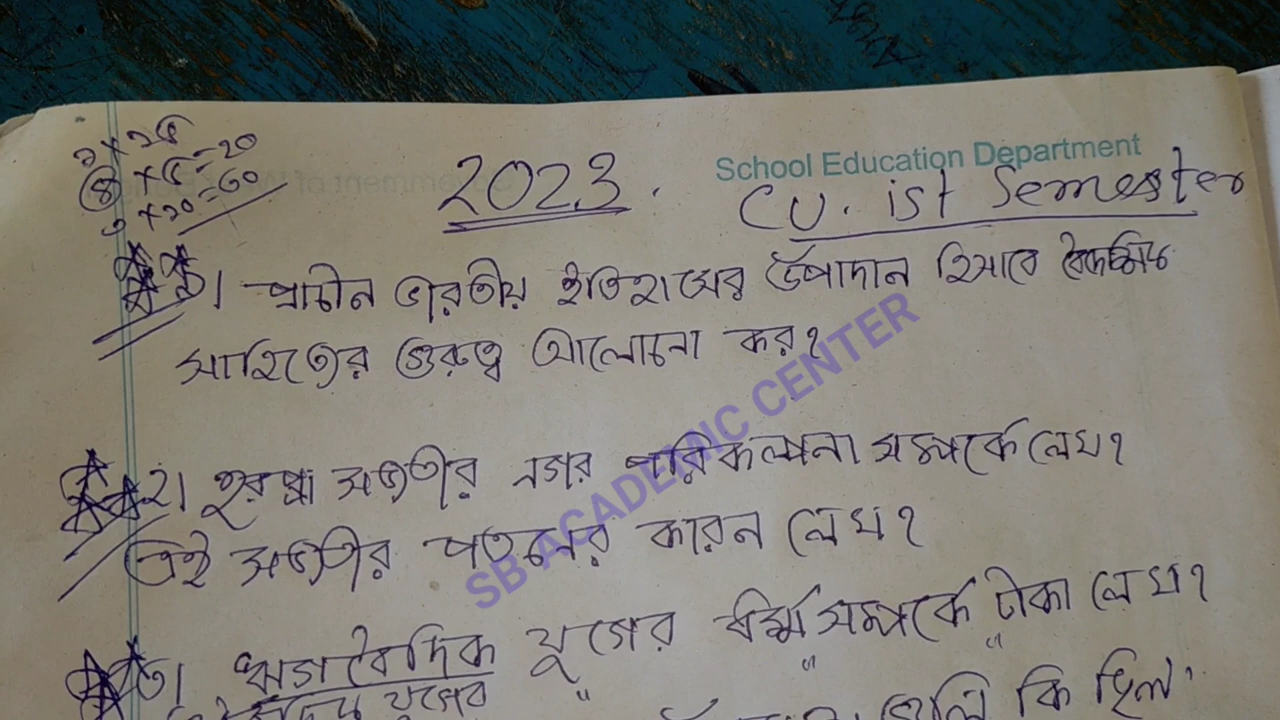 School Education Department
2023. CU. ist Semester
১। প্রাচীন ভারতীয় ইতিহাসের উপাদান হিসাবে
সাহিত্যের গুরুত্ব আলোচনা কর?
২। হরপ্পা সভ্যতার নগর পরিকল্পনা সম্পর্কে লেখ?
এই সভ্যতার পতনের কারন লেখ?
৩। ঋগবৈদিক যুগের ধর্ম্ম সম্পর্কে টীকা লেখ?
যুগের গুলি কি ছিল?
SB ACADEMIC CENTER